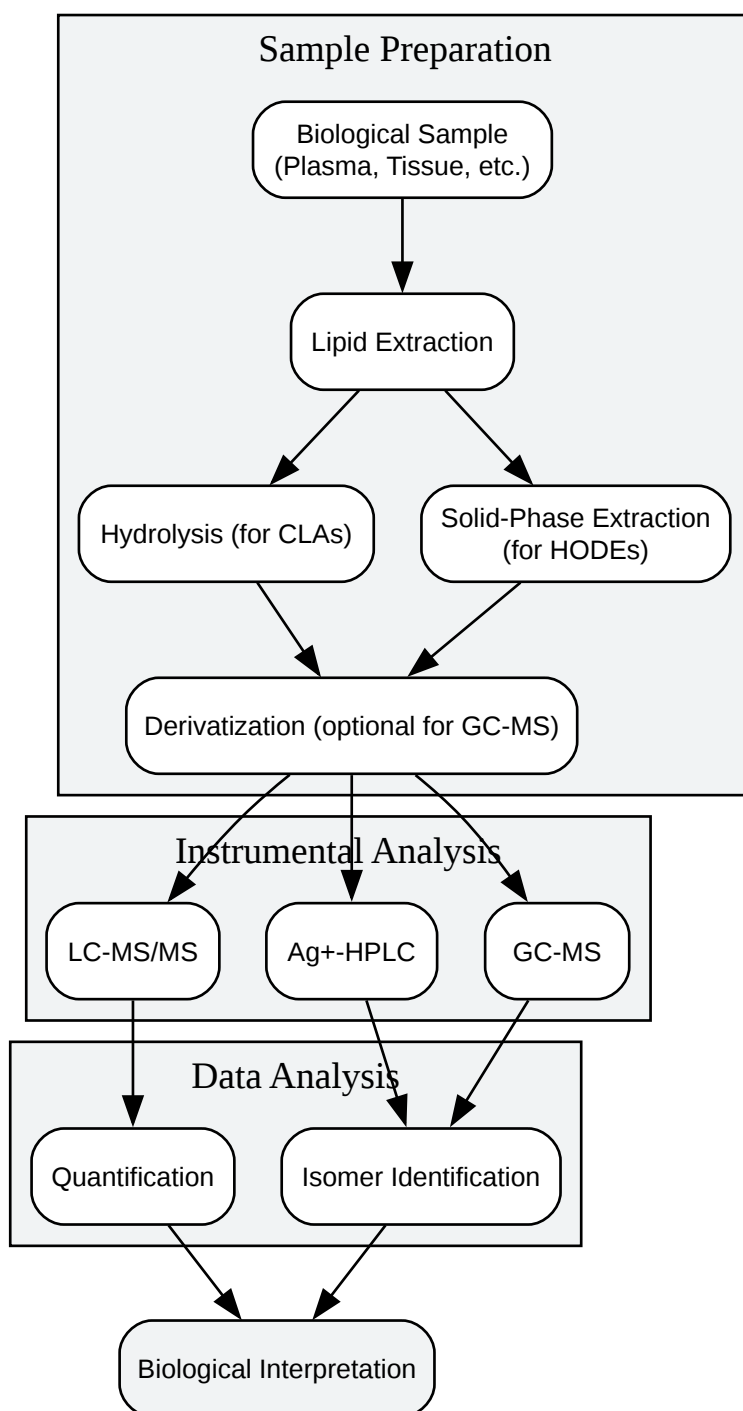 Sample Preparation
Biological Sample
(Plasma, Tissue, etc.)
Lipid Extraction
Hydrolysis (for CLAs)
Solid-Phase Extraction
(for HODEs)
Derivatization (optional for GC-MS)
Instrumental Analysis
LC-MS/MS
Ag+-HPLC
GC-MS
Data Analysis
Quantification
Isomer Identification
Biological Interpretation